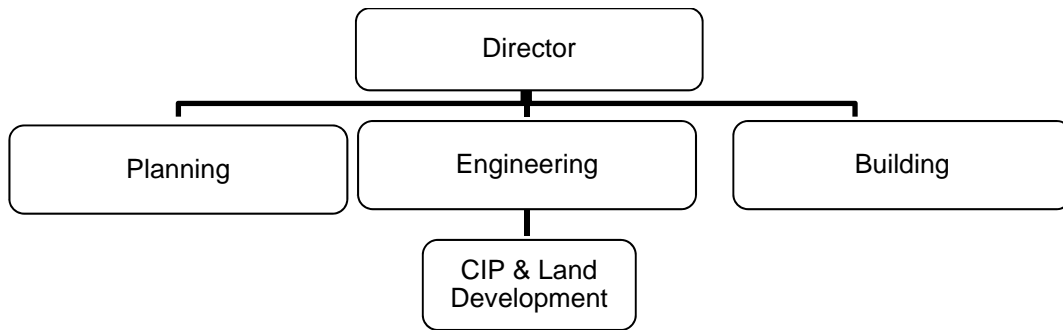 Director
Planning
Engineering
Building
CIP & Land
Development